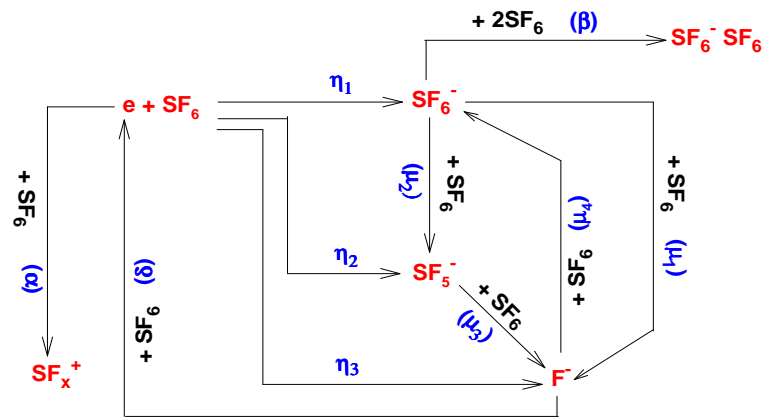 + 2SF₆ (β)
SF₆⁻ SF₆
e + SF₆
η₁
SF₆⁻
+ SF₆
(α)
(δ)
+ SF₆
(μ₂)
+ SF₆
(μ₄)
+ SF₆
+ SF₆
(μ₁)
η₂
SF₅⁻
+ SF₆
(μ₃)
SFₓ⁺
η₃
F⁻